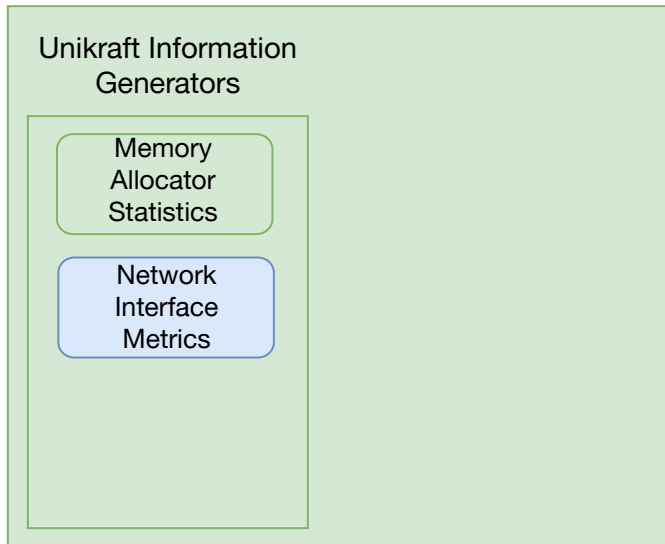 Unikraft Information
Generators
Memory
Allocator
Statistics
Network
Interface
Metrics